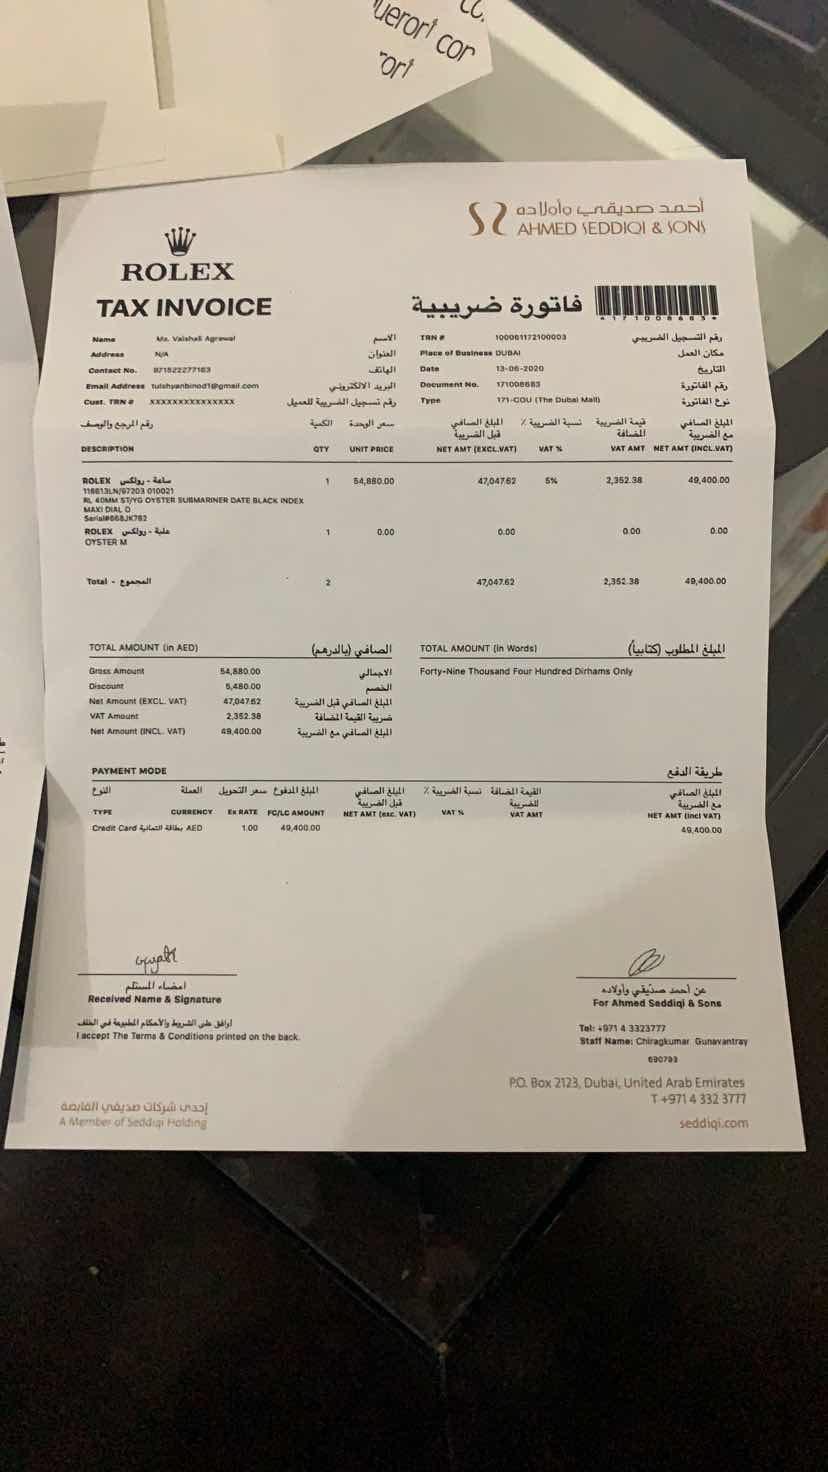 uerori cor
rori
أحمد صديقي وأولاده
AHMED SEDDIQI & SONS
ROLEX
TAX INVOICE
فاتورة ضريبية
*171008683*
Name Ms. Vaishali Agrawal الاسم
Address N/A العنوان
Contact No. 971522277163 الهاتف
Email Address tulshyanbinod1@gmail.com البريد الالكتروني
Cust. TRN # XXXXXXXXXXXXXXX رقم تسجيل الضريبية للعميل
TRN # 100061172100003 رقم التسجيل الضريبي
Place of Business DUBAI مكان العمل
Date 13-06-2020 التاريخ
Document No. 171008683 رقم الفاتورة
Type 171-COU (The Dubai Mall) نوع الفاتورة
رقم المرجع والوصف الكمية سعر الوحدة المبلغ الصافي قبل الضريبة نسبة الضريبة ٪ قيمة الضريبة المضافة المبلغ الصافي مع الضريبة
DESCRIPTION QTY UNIT PRICE NET AMT (EXCL.VAT) VAT % VAT AMT NET AMT (INCL.VAT)
ROLEX ساعة - رولكس 1 54,880.00 47,047.62 5% 2,352.38 49,400.00
116613LN/97203 010021
RL 40MM ST/YG OYSTER SUBMARINER DATE BLACK INDEX
MAXI DIAL O
Serial#668JK782
ROLEX علبة - رولكس 1 0.00 0.00 0.00 0.00
OYSTER M
Total - المجموع 2 47,047.62 2,352.38 49,400.00
TOTAL AMOUNT (in AED) الصافي (بالدرهم)
Gross Amount 54,880.00 الاجمالي
Discount 5,480.00 الخصم
Net Amount (EXCL. VAT) 47,047.62 المبلغ الصافي قبل الضريبة
VAT Amount 2,352.38 ضريبة القيمة المضافة
Net Amount (INCL. VAT) 49,400.00 المبلغ الصافي مع الضريبة
TOTAL AMOUNT (in Words) المبلغ المطلوب (كتابياً)
Forty-Nine Thousand Four Hundred Dirhams Only
PAYMENT MODE طريقة الدفع
النوع العملة سعر التحويل المبلغ المدفوع المبلغ الصافي قبل الضريبة نسبة الضريبة ٪ القيمة المضافة للضريبة المبلغ الصافي مع الضريبة
TYPE CURRENCY Ex RATE FC/LC AMOUNT NET AMT (exc. VAT) VAT % VAT AMT NET AMT (incl VAT)
Credit Card بطاقة ائتمانية AED 1.00 49,400.00 49,400.00
امضاء المستلم
Received Name & Signature
أوافق على الشروط والأحكام المطبوعة في الخلف
I accept The Terms & Conditions printed on the back.
عن أحمد صديقي وأولاده
For Ahmed Seddiqi & Sons
Tel: +971 4 3323777
Staff Name: Chiragkumar Gunavantray
690793
P.O. Box 2123, Dubai, United Arab Emirates
T +971 4 332 3777
seddiqi.com
إحدى شركات صديقي القابضة
A Member of Seddiqi Holding